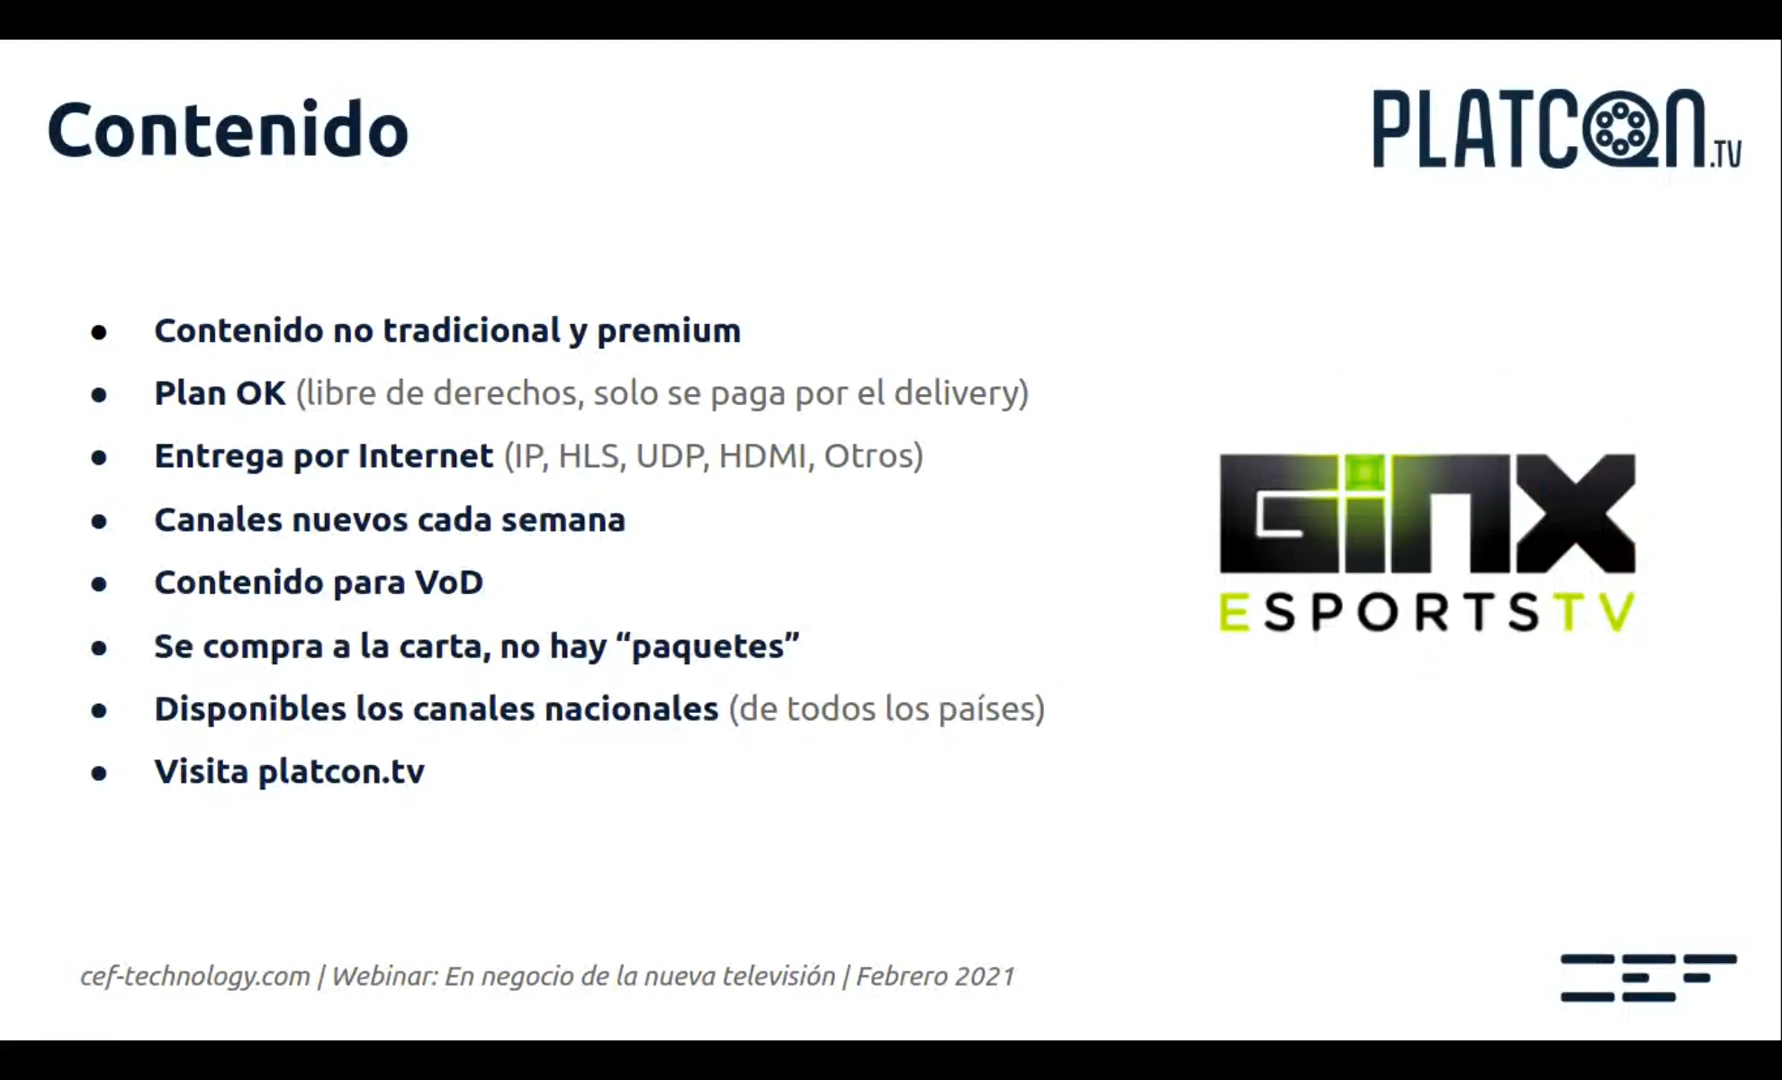 Contenido
PLATCON.TV
• Contenido no tradicional y premium
• Plan OK (libre de derechos, solo se paga por el delivery)
• Entrega por Internet (IP, HLS, UDP, HDMI, Otros)
• Canales nuevos cada semana
• Contenido para VoD
• Se compra a la carta, no hay “paquetes”
• Disponibles los canales nacionales (de todos los países)
• Visita platcon.tv
GINX
ESPORTSTV
cef-technology.com | Webinar: En negocio de la nueva televisión | Febrero 2021
CEF